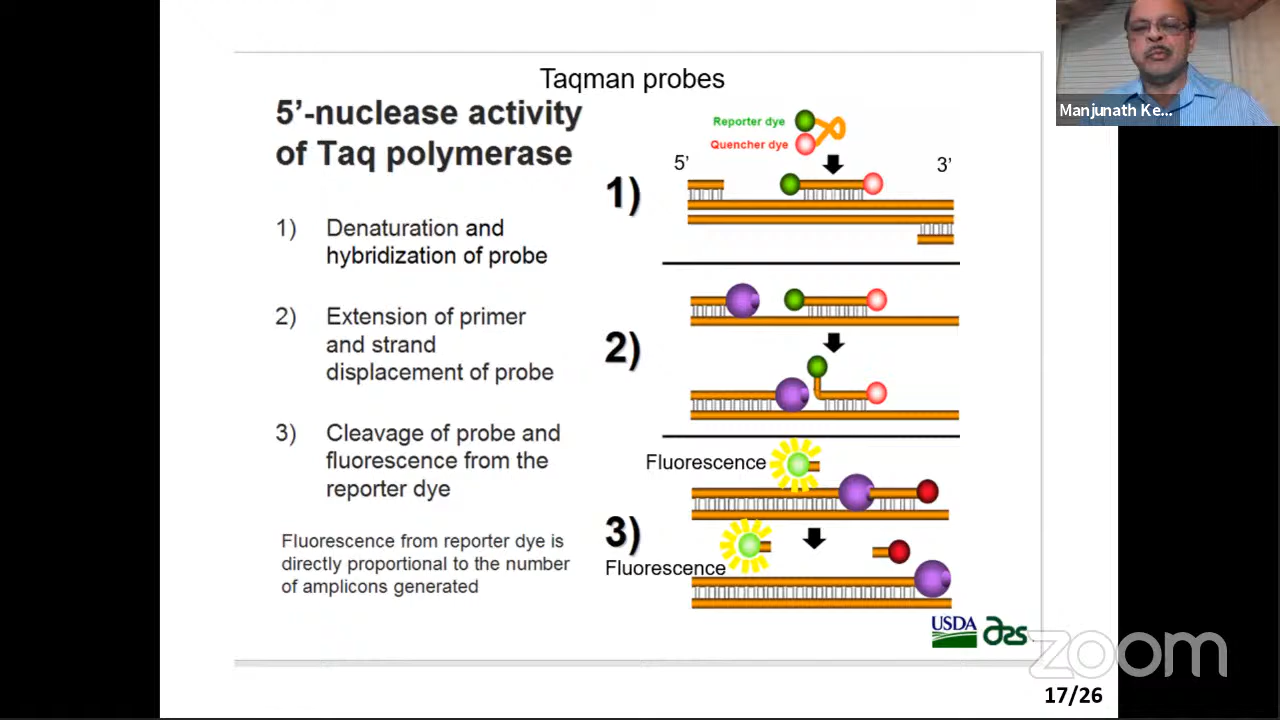 Taqman probes
5’-nuclease activity
of Taq polymerase
1) Denaturation and
hybridization of probe
2) Extension of primer
and strand
displacement of probe
3) Cleavage of probe and
fluorescence from the
reporter dye
Fluorescence from reporter dye is
directly proportional to the number
of amplicons generated
Reporter dye
Quencher dye
5’
3’
1)
2)
Fluorescence
3)
Fluorescence
USDA
ars
zoom
17/26
Manjunath Ke...